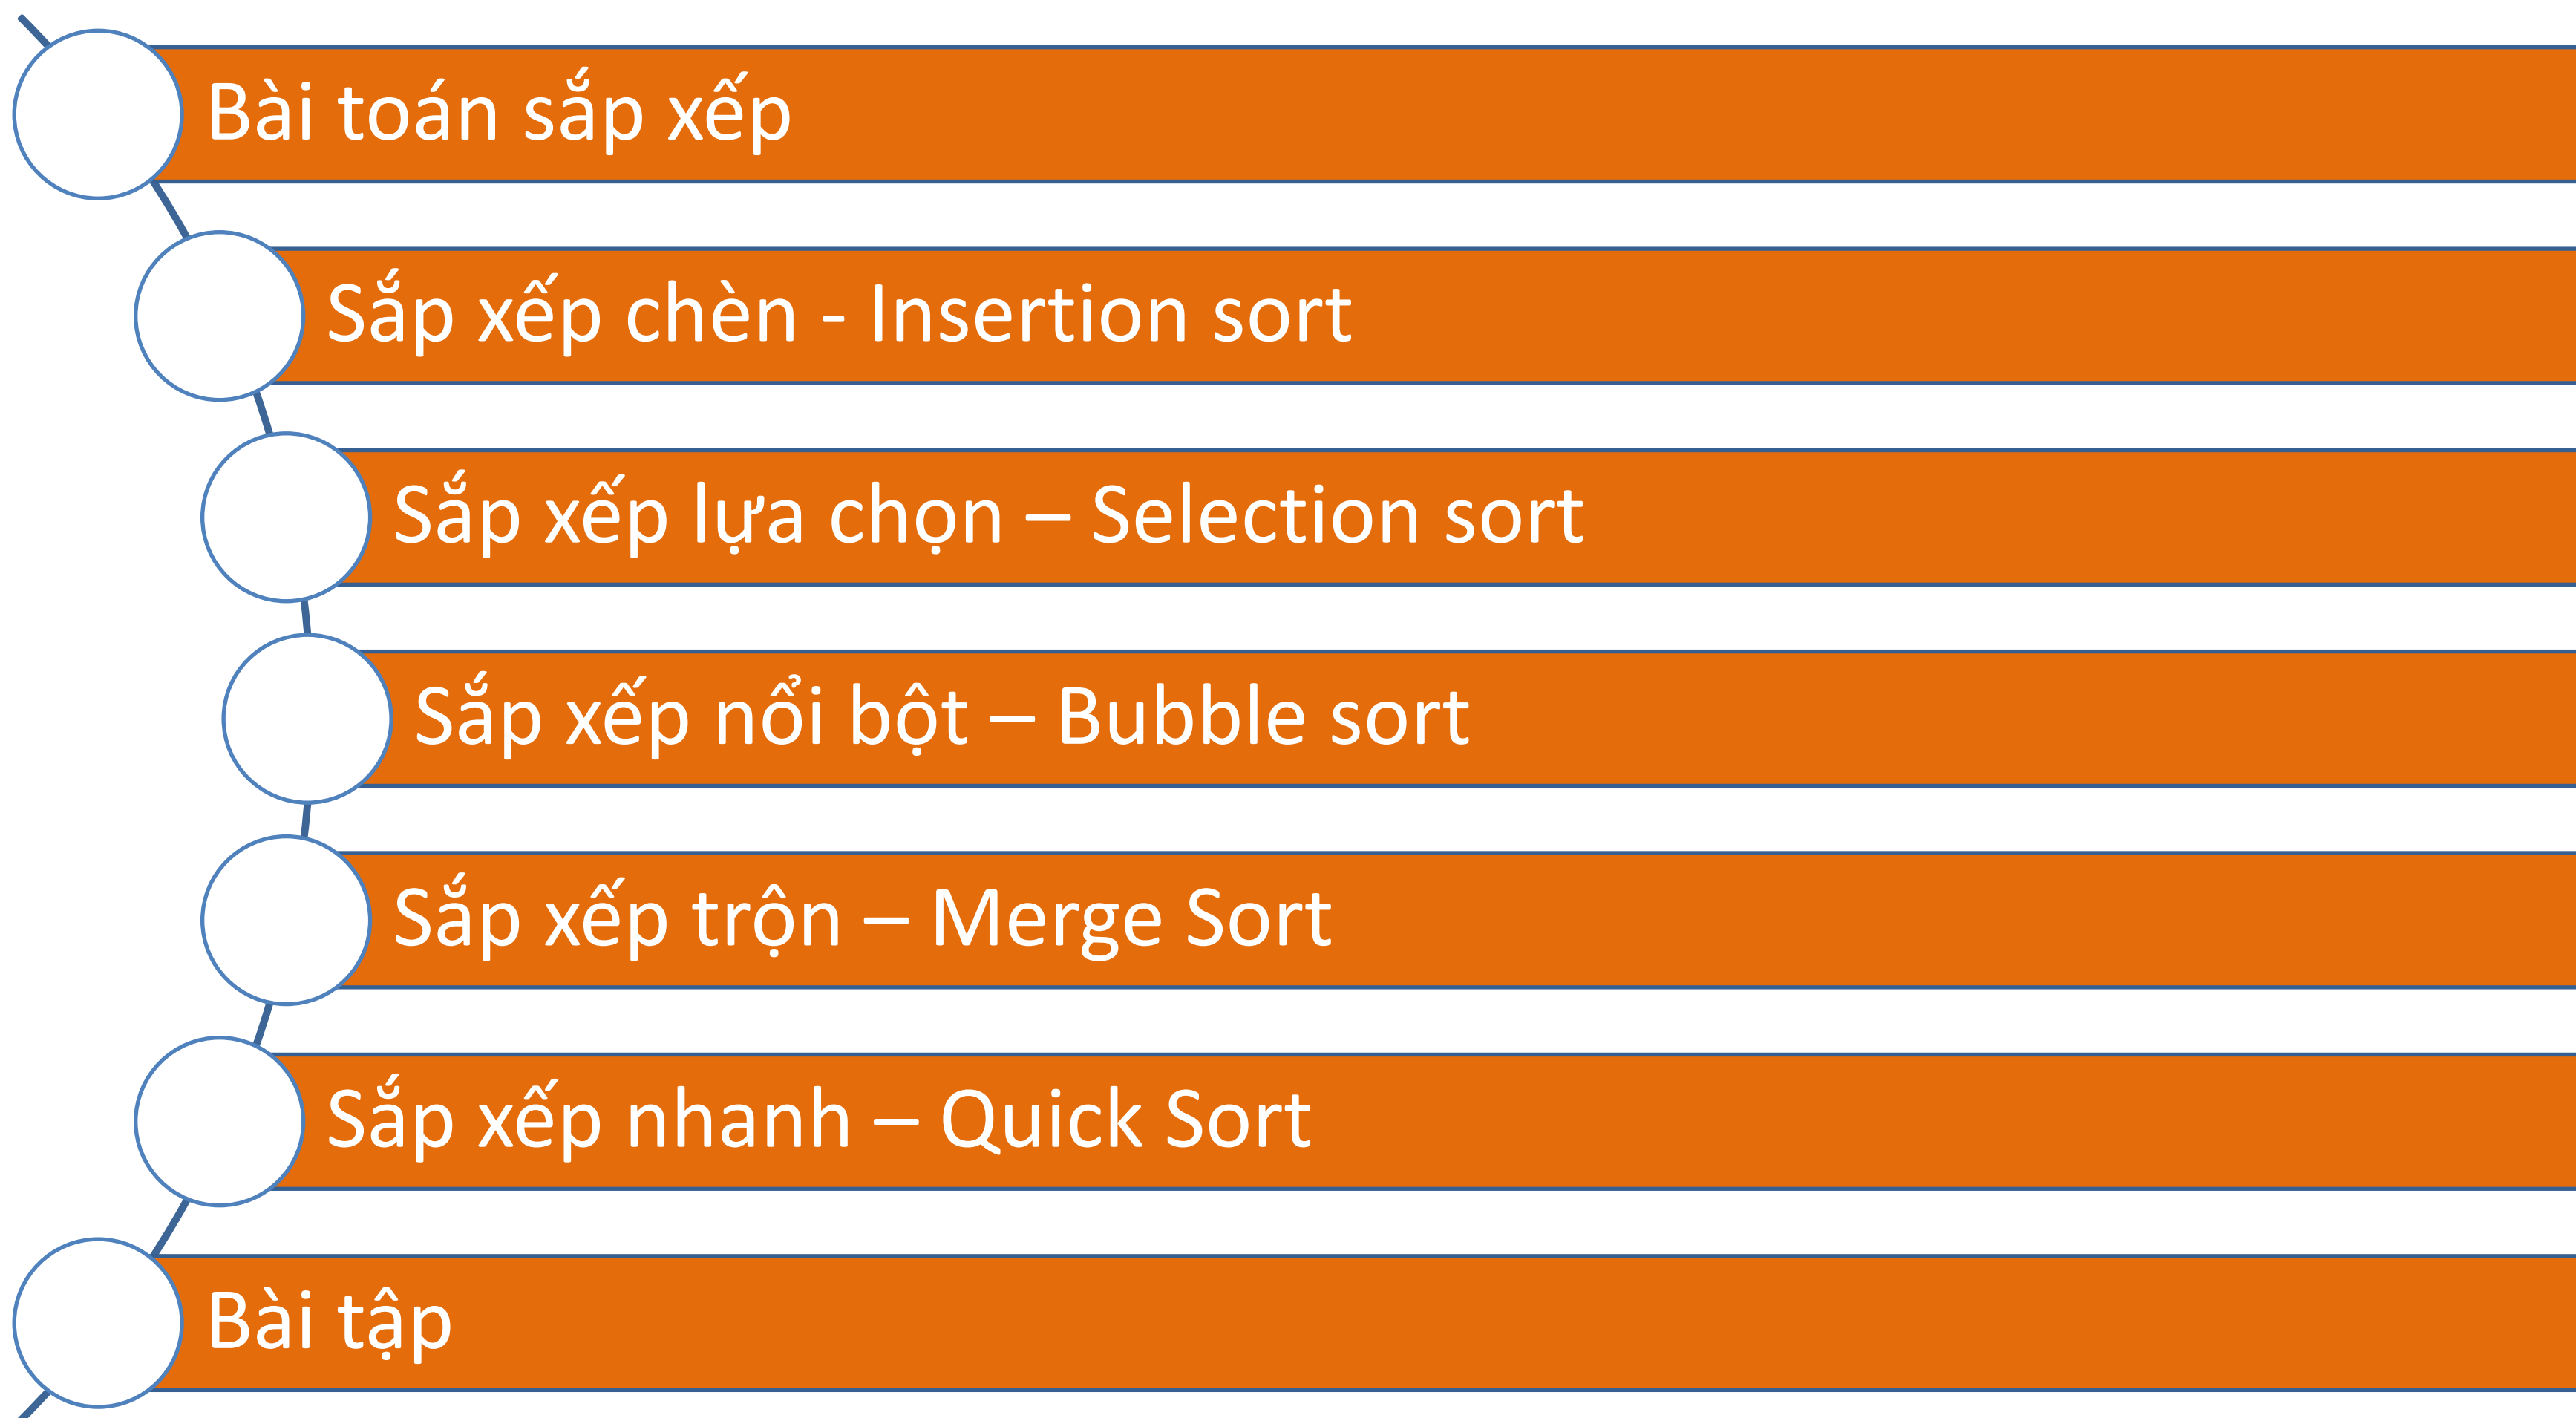 Bài toán sắp xếp
Sắp xếp chèn - Insertion sort
Sắp xếp lựa chọn – Selection sort
Sắp xếp nổi bột – Bubble sort
Sắp xếp trộn – Merge Sort
Sắp xếp nhanh – Quick Sort
Bài tập